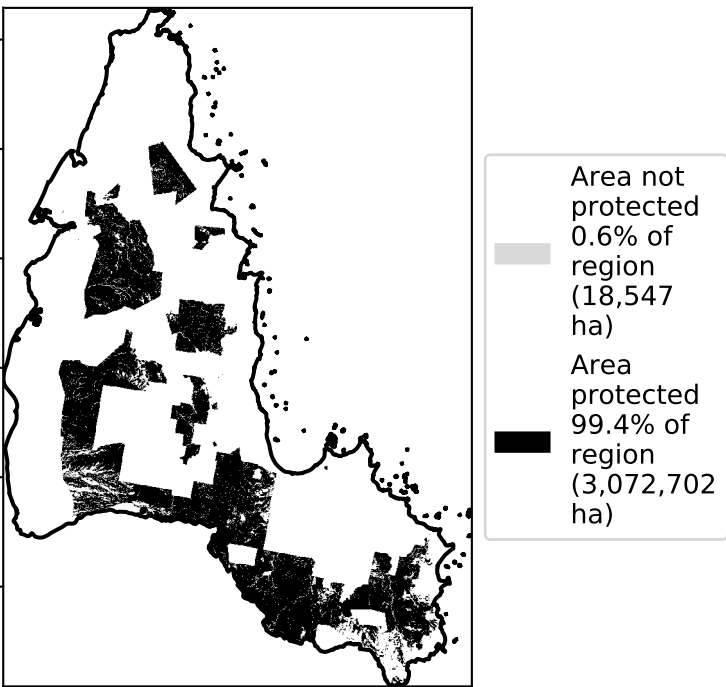 Area not
protected
0.6% of
region
(18,547
ha)
Area
protected
99.4% of
region
(3,072,702
ha)